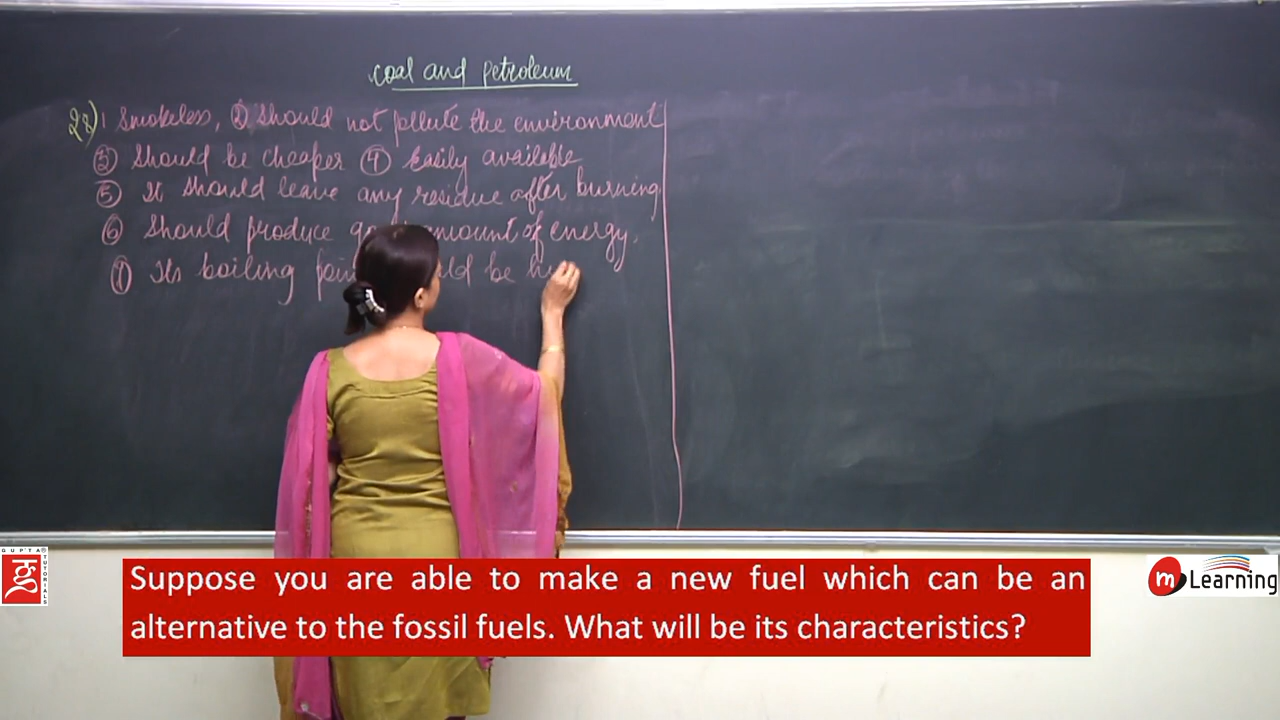 coal and petroleum
28) 1 Smokeless, ② Should not pollute the environment
③ Should be cheaper ④ Easily available
⑤ It should leave any residue after burning
⑥ Should produce amount of energy,
⑦ Its boiling be
Suppose you are able to make a new fuel which can be an
alternative to the fossil fuels. What will be its characteristics?
GUPTA
TUTORIALS
m Learning